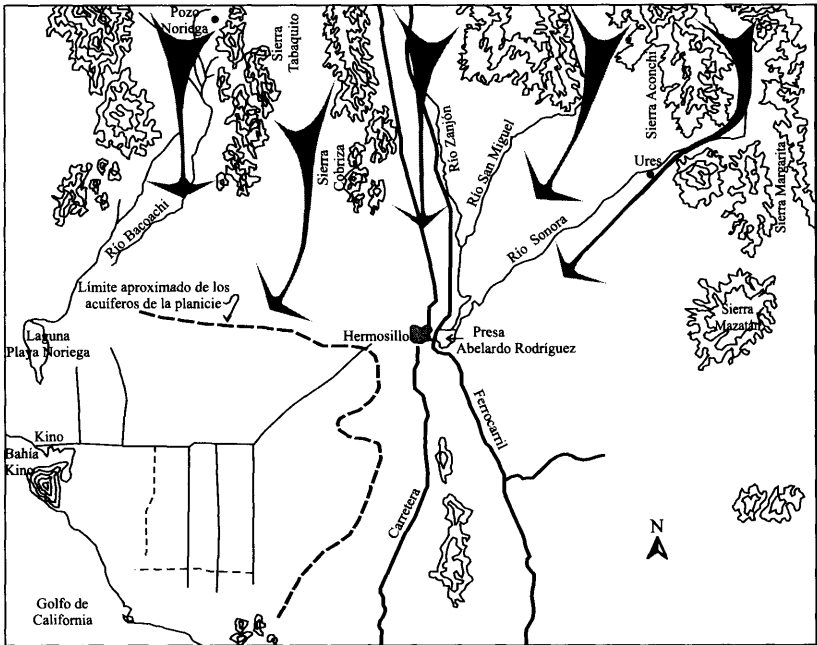 Pozo
Noriega
Sierra
Tabaquito
Sierra
Cobriza
Río Zanjón
Río San Miguel
Sierra Aconchi
Ures
Sierra Margarita
Río Bacoachi
Río Sonora
Límite aproximado de los
acuíferos de la planicie
Laguna
Playa Noriega
Hermosillo
Presa
Abelardo Rodríguez
Sierra
Mazatán
Ferrocarril
Kino
Bahía
Kino
Carretera
N
Golfo de
California